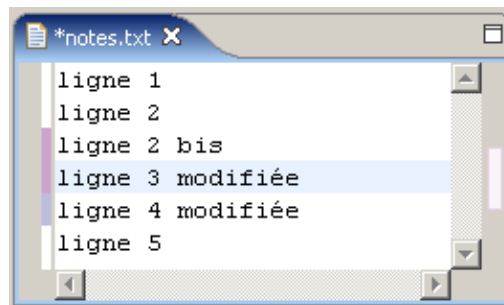 *notes.txt
ligne 1
ligne 2
ligne 2 bis
ligne 3 modifiée
ligne 4 modifiée
ligne 5